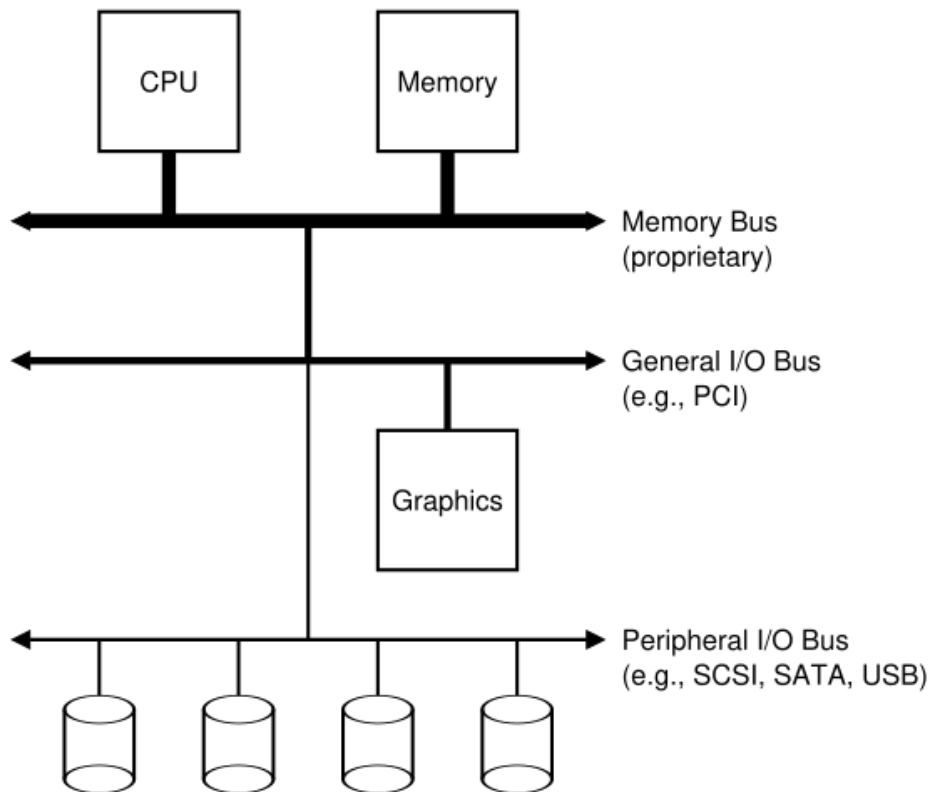 CPU
Memory
Memory Bus
(proprietary)
General I/O Bus
(e.g., PCI)
Graphics
Peripheral I/O Bus
(e.g., SCSI, SATA, USB)